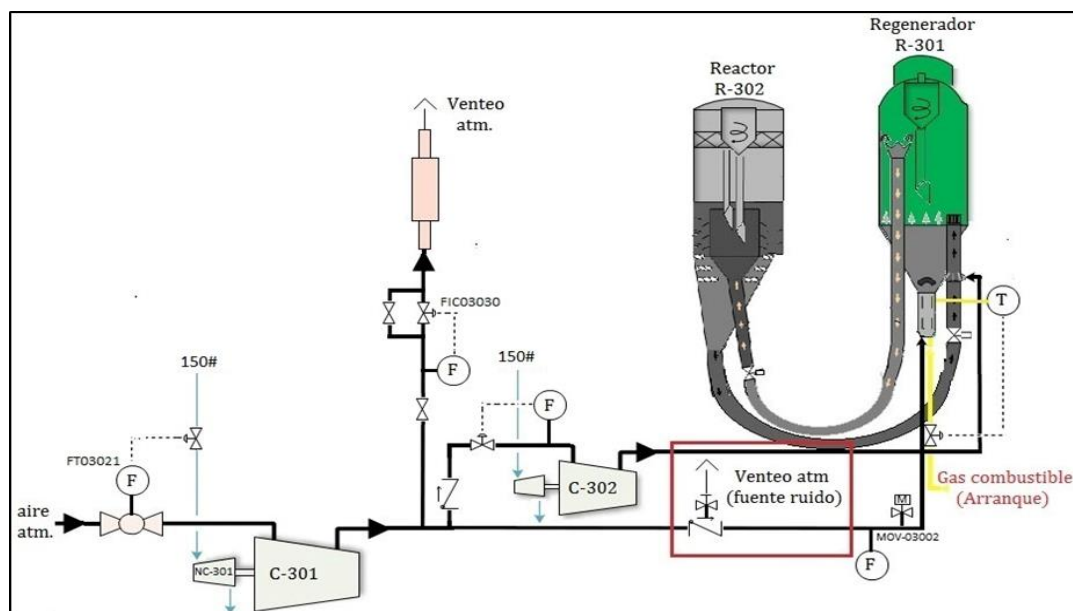 Regenerador
R-301
Reactor
R-302
Venteo
atm.
FIC03030
T
150#
150#
F
F
FT03021
F
Gas combustible
(Arranque)
Venteo atm
(fuente ruido)
C-302
aire
atm.
M
MOV-03002
NC-301
C-301
F